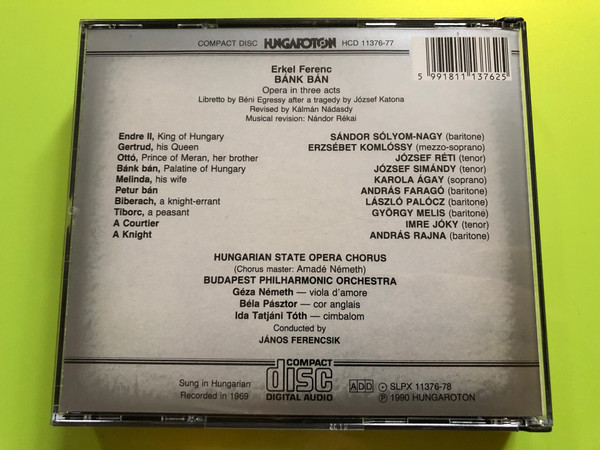 COMPACT DISC HUNGAROTON HCD 11376-77
5 991811 137625
Erkel Ferenc
BÁNK BÁN
Opera in three acts
Libretto by Béni Egressy after a tragedy by József Katona
Revised by Kálmán Nádasdy
Musical revision: Nándor Rékai
Endre II, King of Hungary SÁNDOR SÓLYOM-NAGY (baritone)
Gertrud, his Queen ERZSÉBET KOMLÓSSY (mezzo-soprano)
Ottó, Prince of Meran, her brother JÓZSEF RÉTI (tenor)
Bánk bán, Palatine of Hungary JÓZSEF SIMÁNDY (tenor)
Melinda, his wife KAROLA ÁGAY (soprano)
Petur bán ANDRÁS FARAGÓ (baritone)
Biberach, a knight-errant LÁSZLÓ PALÓCZ (baritone)
Tiborc, a peasant GYÖRGY MELIS (baritone)
A Courtier IMRE JÓKY (tenor)
A Knight ANDRÁS RAJNA (baritone)
HUNGARIAN STATE OPERA CHORUS
(Chorus master: Amadé Németh)
BUDAPEST PHILHARMONIC ORCHESTRA
Géza Németh — viola d'amore
Béla Pásztor — cor anglais
Ida Tatjáni Tóth — cimbalom
Conducted by
JÁNOS FERENCSIK
Sung in Hungarian
Recorded in 1969
COMPACT
disc
DIGITAL AUDIO
ADD SLPX 11376-78
℗ 1990 HUNGAROTON